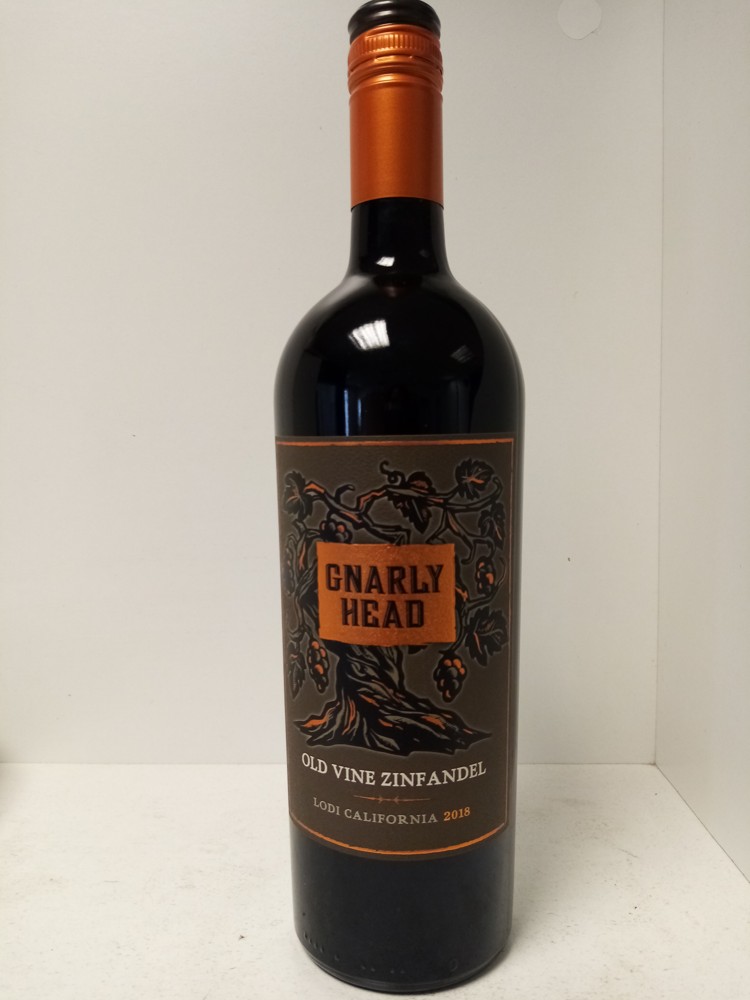 GNARLY
HEAD
OLD VINE ZINFANDEL
LODI CALIFORNIA 2018